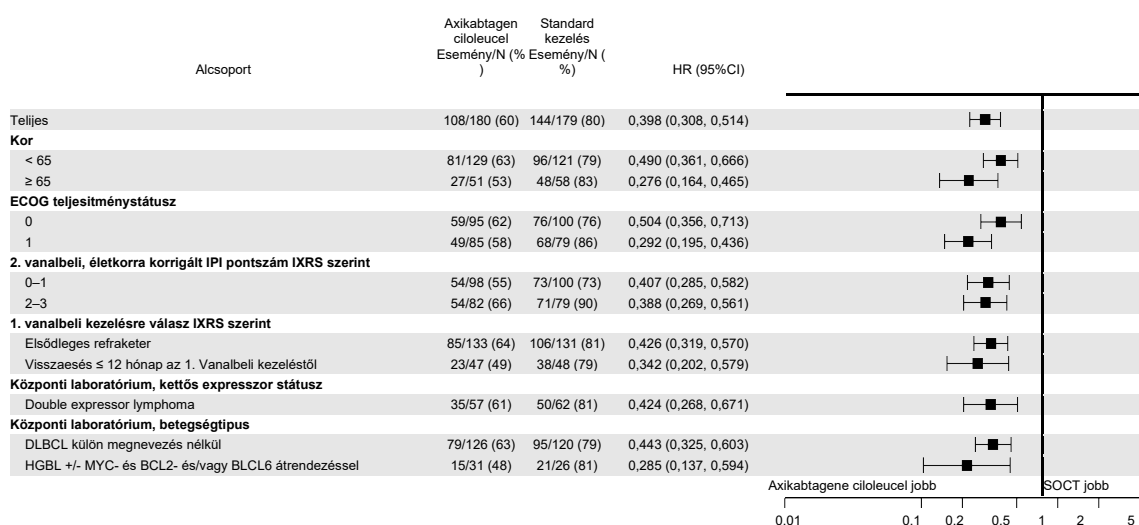 Axikabtagen Standard
ciloleucel kezelés
Esemény/N (% Esemény/N (
Alcsoport ) %) HR (95%CI)
Telijes 108/180 (60) 144/179 (80) 0,398 (0,308, 0,514)
Kor
< 65 81/129 (63) 96/121 (79) 0,490 (0,361, 0,666)
≥ 65 27/51 (53) 48/58 (83) 0,276 (0,164, 0,465)
ECOG teljesitménystátusz
0 59/95 (62) 76/100 (76) 0,504 (0,356, 0,713)
1 49/85 (58) 68/79 (86) 0,292 (0,195, 0,436)
2. vanalbeli, életkorra korrigált IPI pontszám IXRS szerint
0–1 54/98 (55) 73/100 (73) 0,407 (0,285, 0,582)
2–3 54/82 (66) 71/79 (90) 0,388 (0,269, 0,561)
1. vanalbeli kezelésre válasz IXRS szerint
Elsődleges refraketer 85/133 (64) 106/131 (81) 0,426 (0,319, 0,570)
Visszaesés ≤ 12 hónap az 1. Vanalbeli kezeléstől 23/47 (49) 38/48 (79) 0,342 (0,202, 0,579)
Központi laboratórium, kettős expresszor státusz
Double expressor lymphoma 35/57 (61) 50/62 (81) 0,424 (0,268, 0,671)
Központi laboratórium, betegségtipus
DLBCL külön megnevezés nélkül 79/126 (63) 95/120 (79) 0,443 (0,325, 0,603)
HGBL +/- MYC- és BCL2- és/vagy BLCL6 átrendezéssel 15/31 (48) 21/26 (81) 0,285 (0,137, 0,594)
Axikabtagene ciloleucel jobb SOCT jobb
0.01 0.1 0.2 0.5 1 2 5